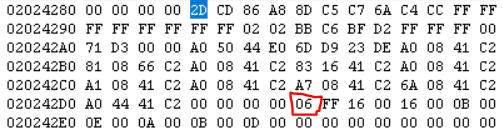 02024280 00 00 00 00 2D CD 86 A8 8D C5 C7 6A C4 CC FF FF
02024290 FF FF FF FF FF FF 02 02 BB C6 BF D2 FF FF FF 00
020242A0 71 D3 00 00 A0 50 44 E0 6D D9 23 DE A0 08 41 C2
020242B0 81 08 66 C2 A0 08 41 C2 83 16 41 C2 A0 08 41 C2
020242C0 A1 08 41 C2 A0 08 41 C2 A7 08 41 C2 6A 08 41 C2
020242D0 A0 44 41 C2 00 00 00 00 06 FF 16 00 16 00 0B 00
020242E0 0E 00 0A 00 0B 00 0D 00 00 00 00 00 00 00 00 00